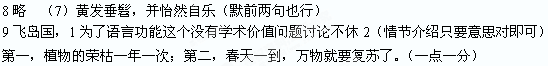 8略 （7）黄发垂髫，并怡然自乐（默前两句也行）
9飞岛国，1为了语言功能这个没有学术价值问题讨论不休2（情节介绍只要意思对即可）
第一，植物的荣枯一年一次；第二，春天一到，万物就要复苏了。（一点一分）